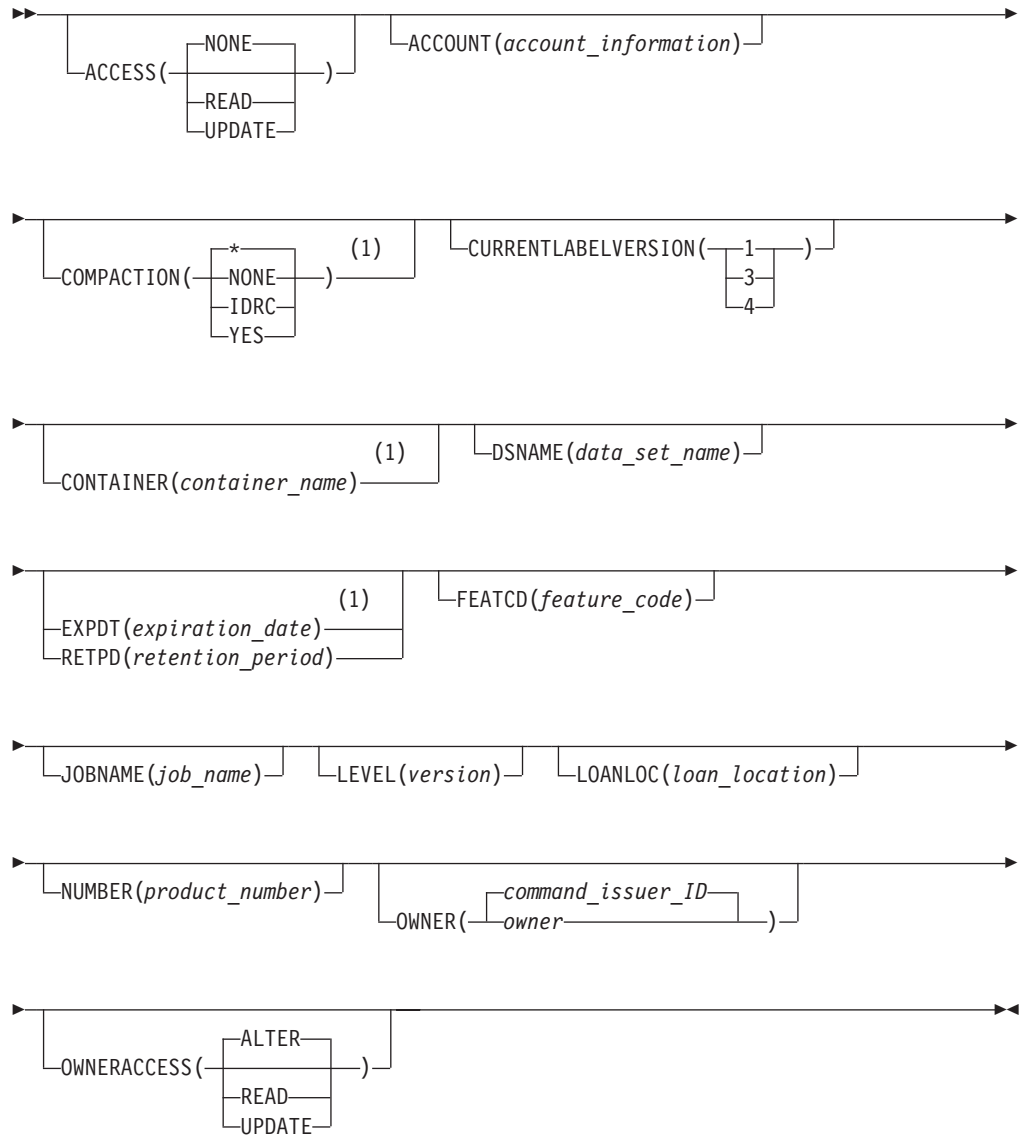 NONE
ACCESS( ) ACCOUNT(account_information)
READ
UPDATE
* (1)
COMPACTION( NONE ) CURRENTLABELVERSION( 1 )
IDRC 3
YES 4
(1)
CONTAINER(container_name) DSNAME(data_set_name)
(1)
EXPDT(expiration_date) FEATCD(feature_code)
RETPD(retention_period)
JOBNAME(job_name) LEVEL(version) LOANLOC(loan_location)
NUMBER(product_number) command_issuer_ID
OWNER( owner )
ALTER
OWNERACCESS( )
READ
UPDATE